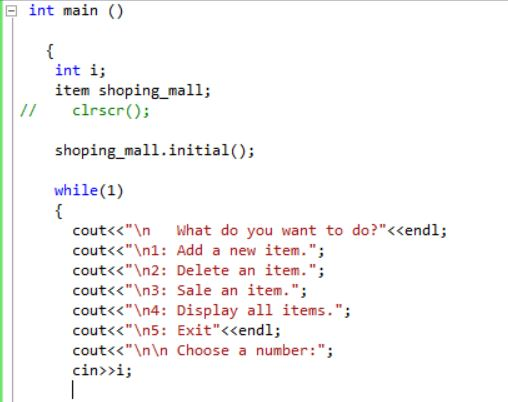 int main ()
{
int i;
item shoping_mall;
// clrscr();
shoping_mall.initial();
while(1)
{
cout<<"\n   What do you want to do?"<<endl;
cout<<"\n1: Add a new item.";
cout<<"\n2: Delete an item.";
cout<<"\n3: Sale an item.";
cout<<"\n4: Display all items.";
cout<<"\n5: Exit"<<endl;
cout<<"\n\n Choose a number:";
cin>>i;